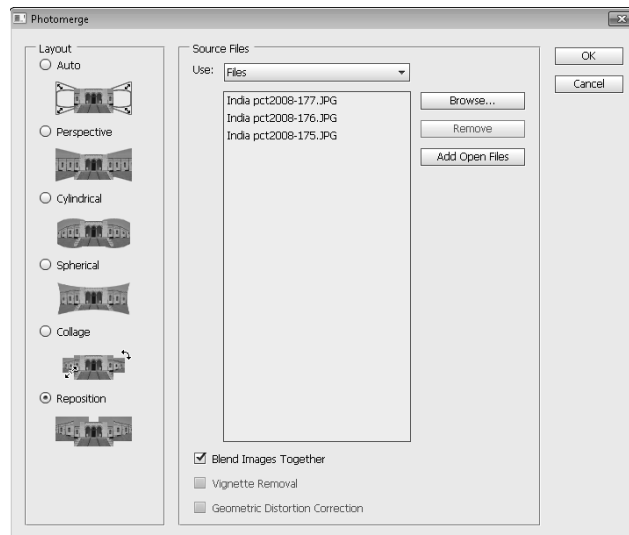 Photomerge
Layout
Auto
Perspective
Cylindrical
Spherical
Collage
Reposition
Source Files
Use: Files
India pct2008-177.JPG
India pct2008-176.JPG
India pct2008-175.JPG
Browse...
Remove
Add Open Files
Blend Images Together
Vignette Removal
Geometric Distortion Correction
OK
Cancel